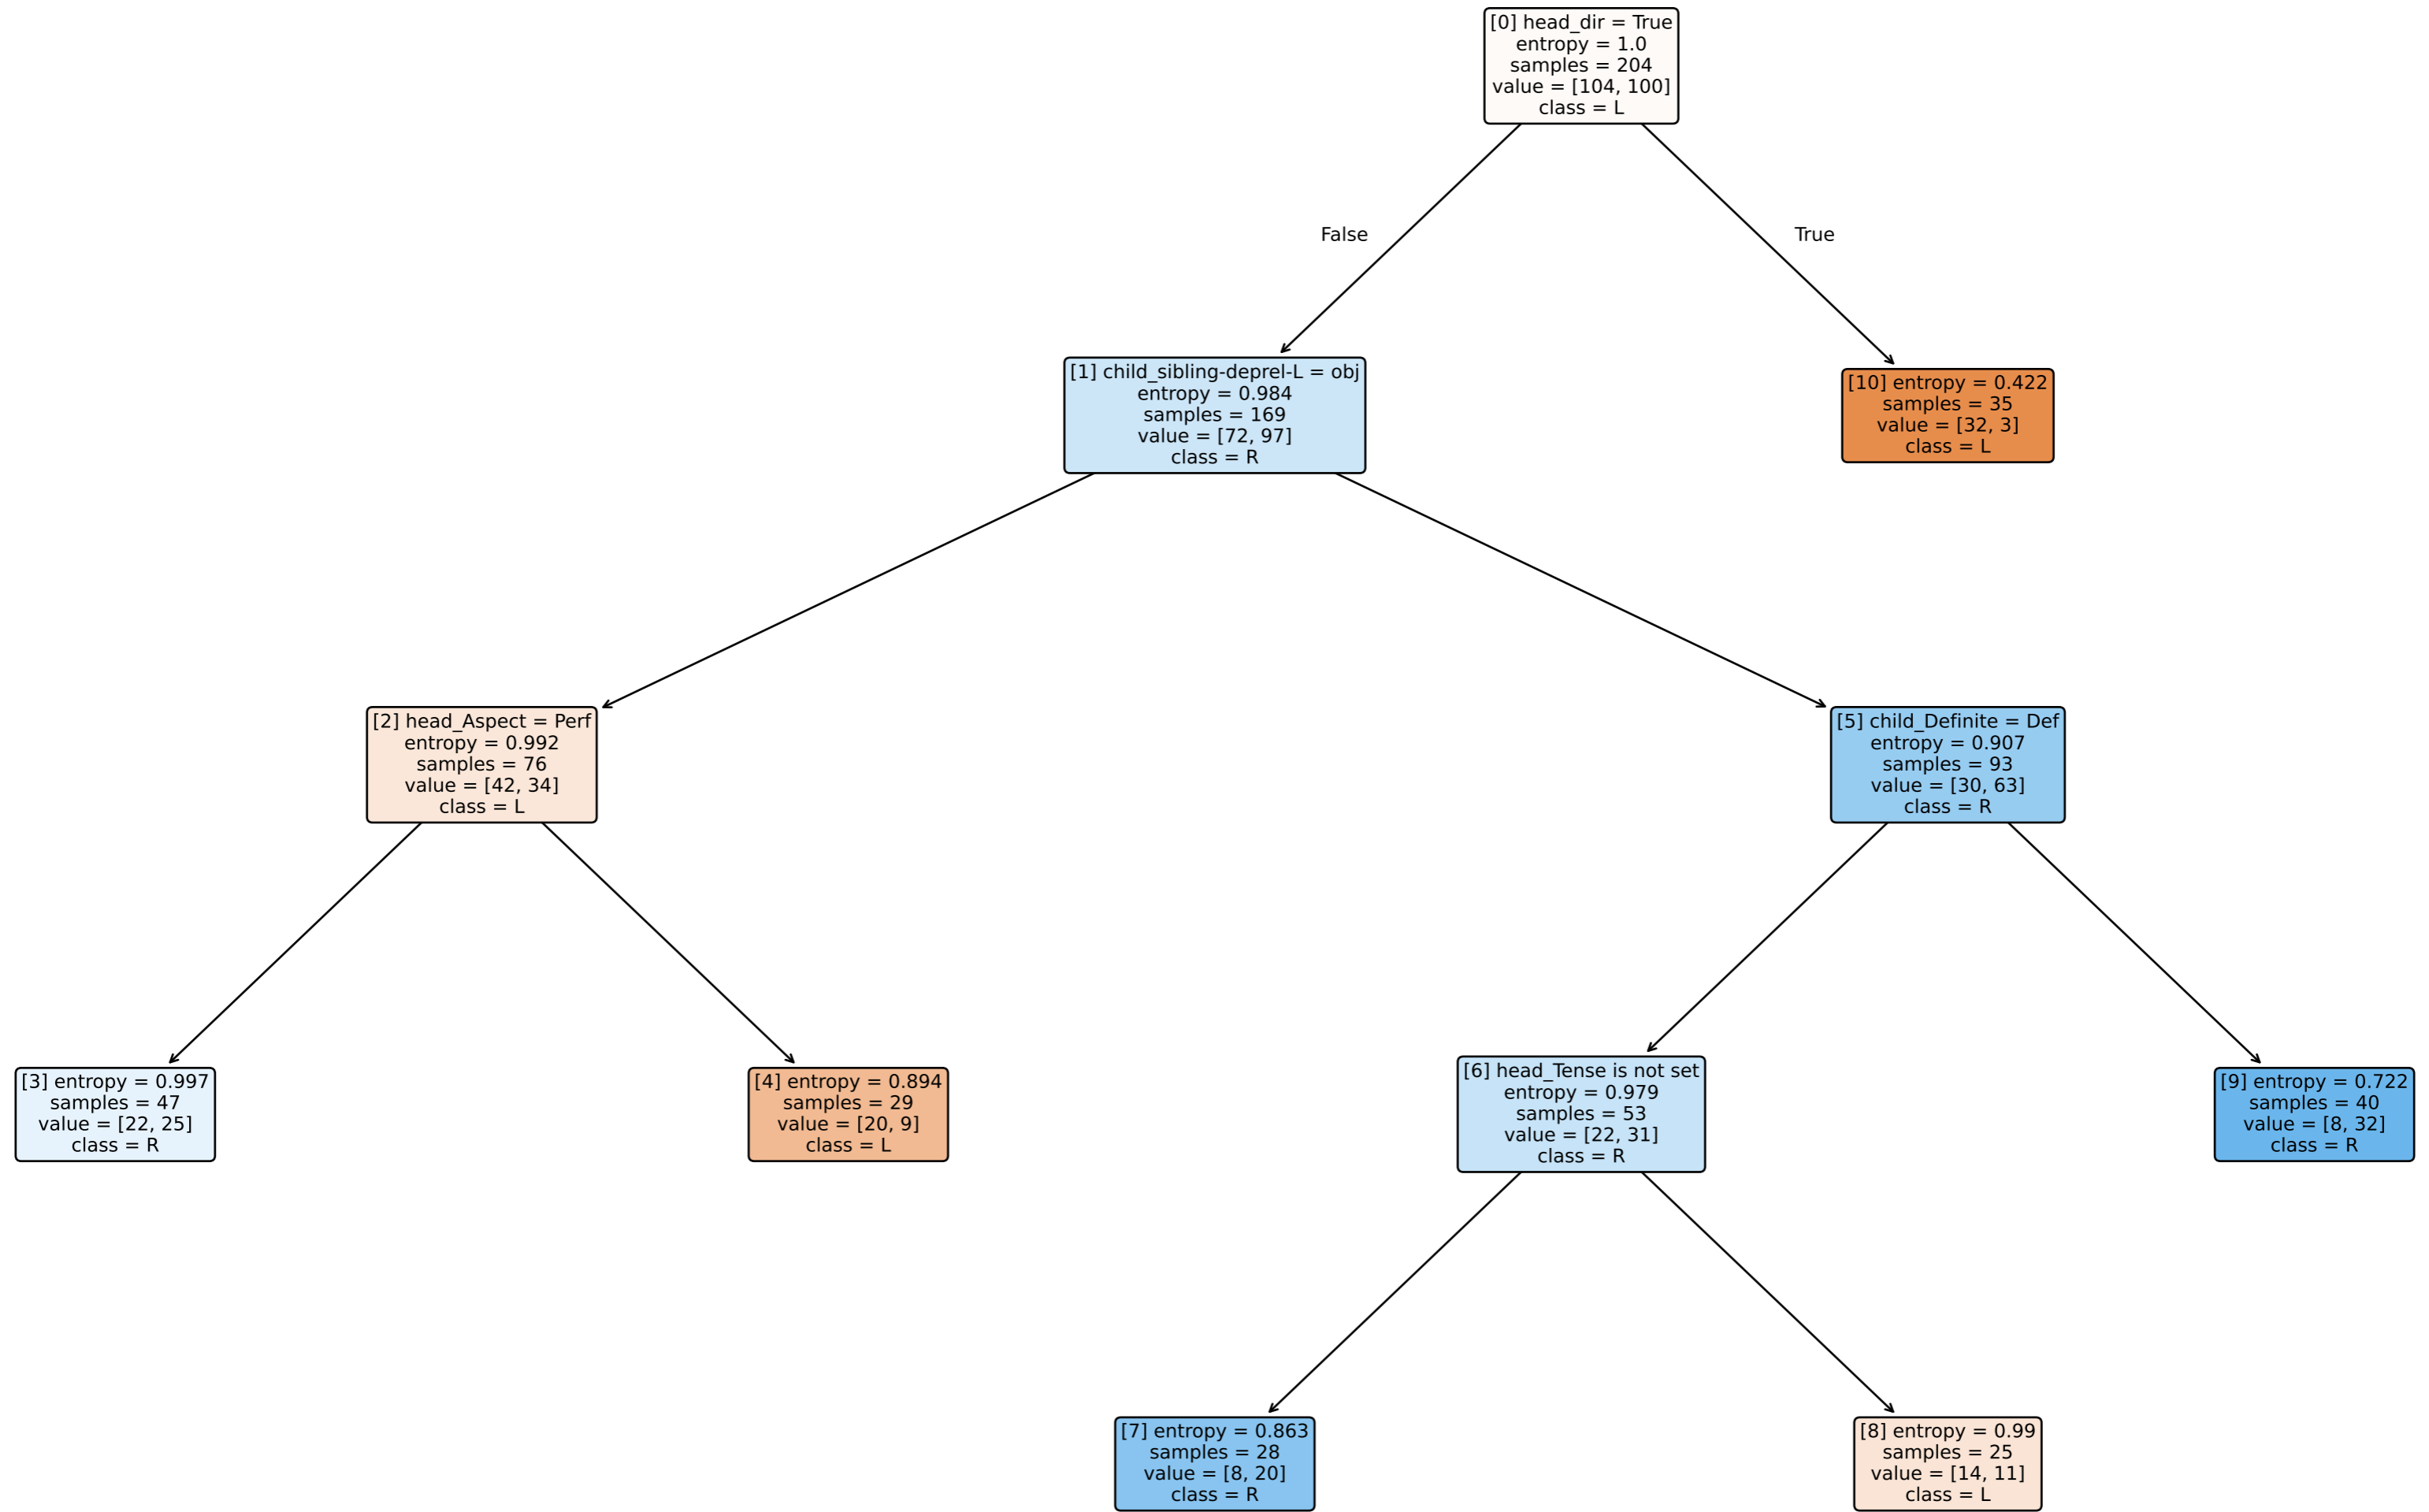 [0] head_dir = True
entropy = 1.0
samples = 204
value = [104, 100]
class = L
False
True
[1] child_sibling-deprel-L = obj
entropy = 0.984
samples = 169
value = [72, 97]
class = R
[10] entropy = 0.422
samples = 35
value = [32, 3]
class = L
[2] head_Aspect = Perf
entropy = 0.992
samples = 76
value = [42, 34]
class = L
[5] child_Definite = Def
entropy = 0.907
samples = 93
value = [30, 63]
class = R
[3] entropy = 0.997
samples = 47
value = [22, 25]
class = R
[4] entropy = 0.894
samples = 29
value = [20, 9]
class = L
[6] head_Tense is not set
entropy = 0.979
samples = 53
value = [22, 31]
class = R
[9] entropy = 0.722
samples = 40
value = [8, 32]
class = R
[7] entropy = 0.863
samples = 28
value = [8, 20]
class = R
[8] entropy = 0.99
samples = 25
value = [14, 11]
class = L